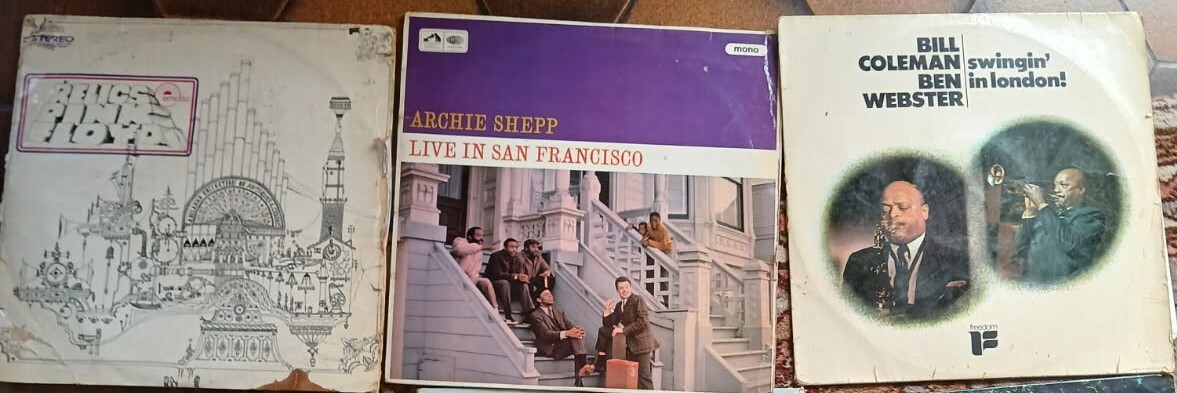 STEREO
RELICS
PINK
FLOYD
mono
ARCHIE SHEPP
LIVE IN SAN FRANCISCO
BILL
COLEMAN
BEN
WEBSTER
swingin'
in london!
freedom